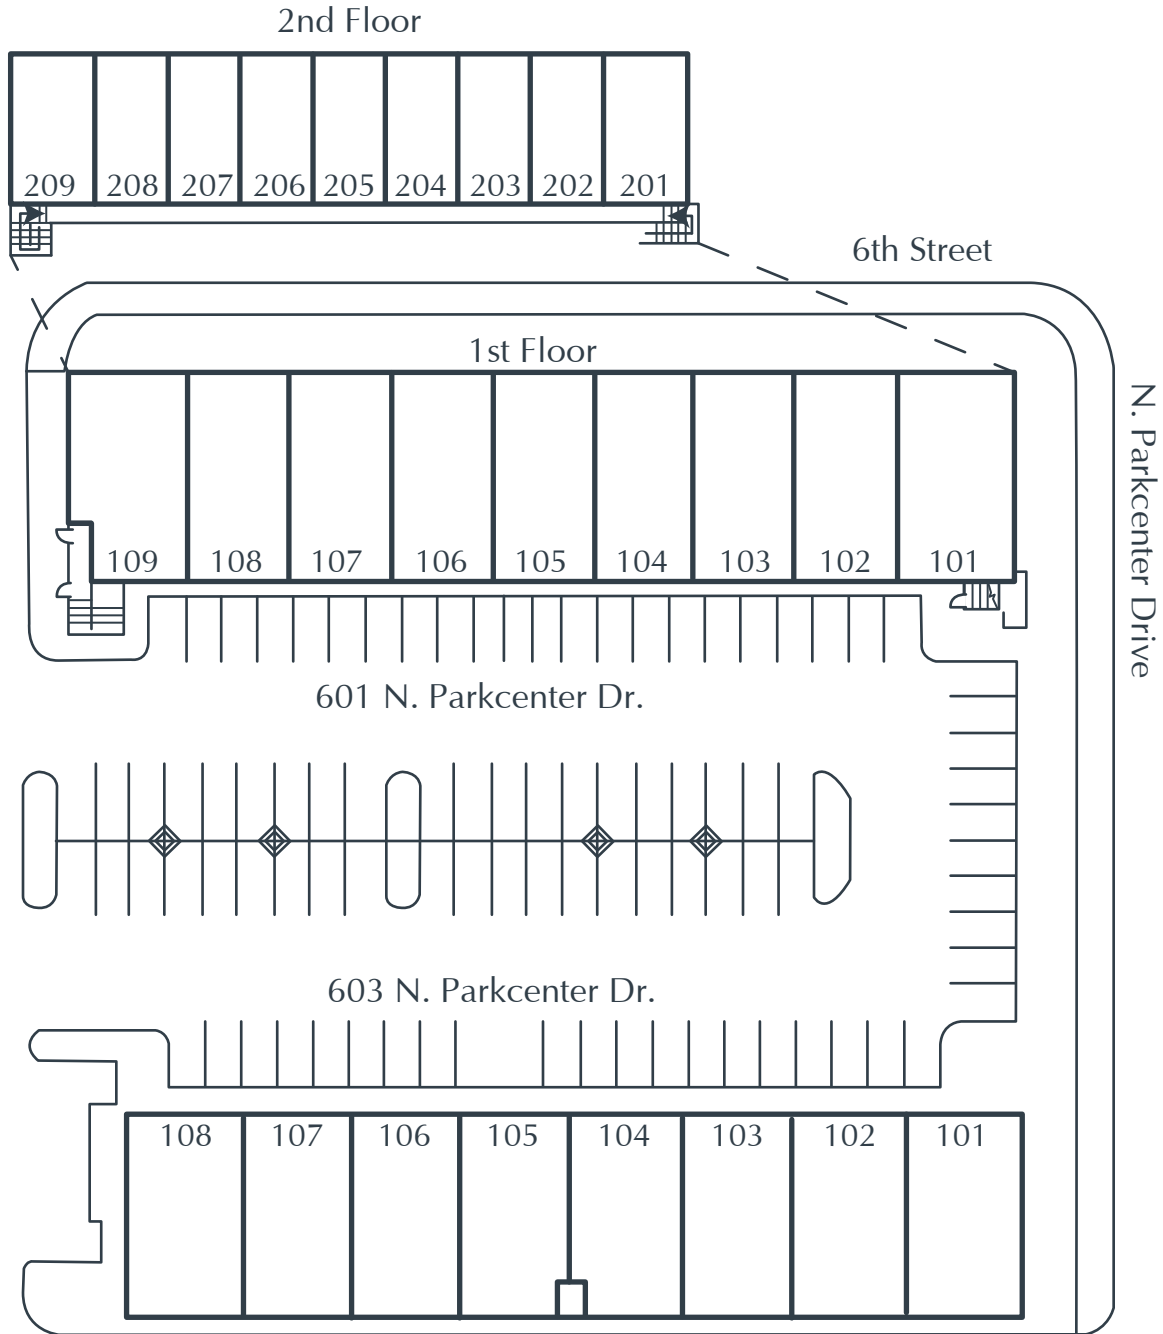 2nd Floor
209 208 207 206 205 204 203 202 201
6th Street
1st Floor
N. Parkcenter Drive
109 108 107 106 105 104 103 102 101
601 N. Parkcenter Dr.
603 N. Parkcenter Dr.
108 107 106 105 104 103 102 101